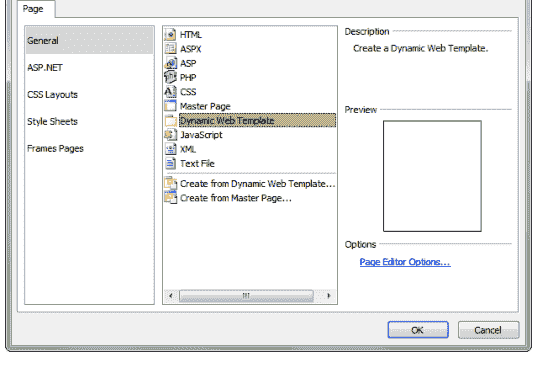 Page
General
ASP.NET
CSS Layouts
Style Sheets
Frames Pages
HTML
ASPX
ASP
PHP
CSS
Master Page
Dynamic Web Template
JavaScript
XML
Text File
Create from Dynamic Web Template...
Create from Master Page...
Description
Create a Dynamic Web Template.
Preview
Options
Page Editor Options...
OK
Cancel